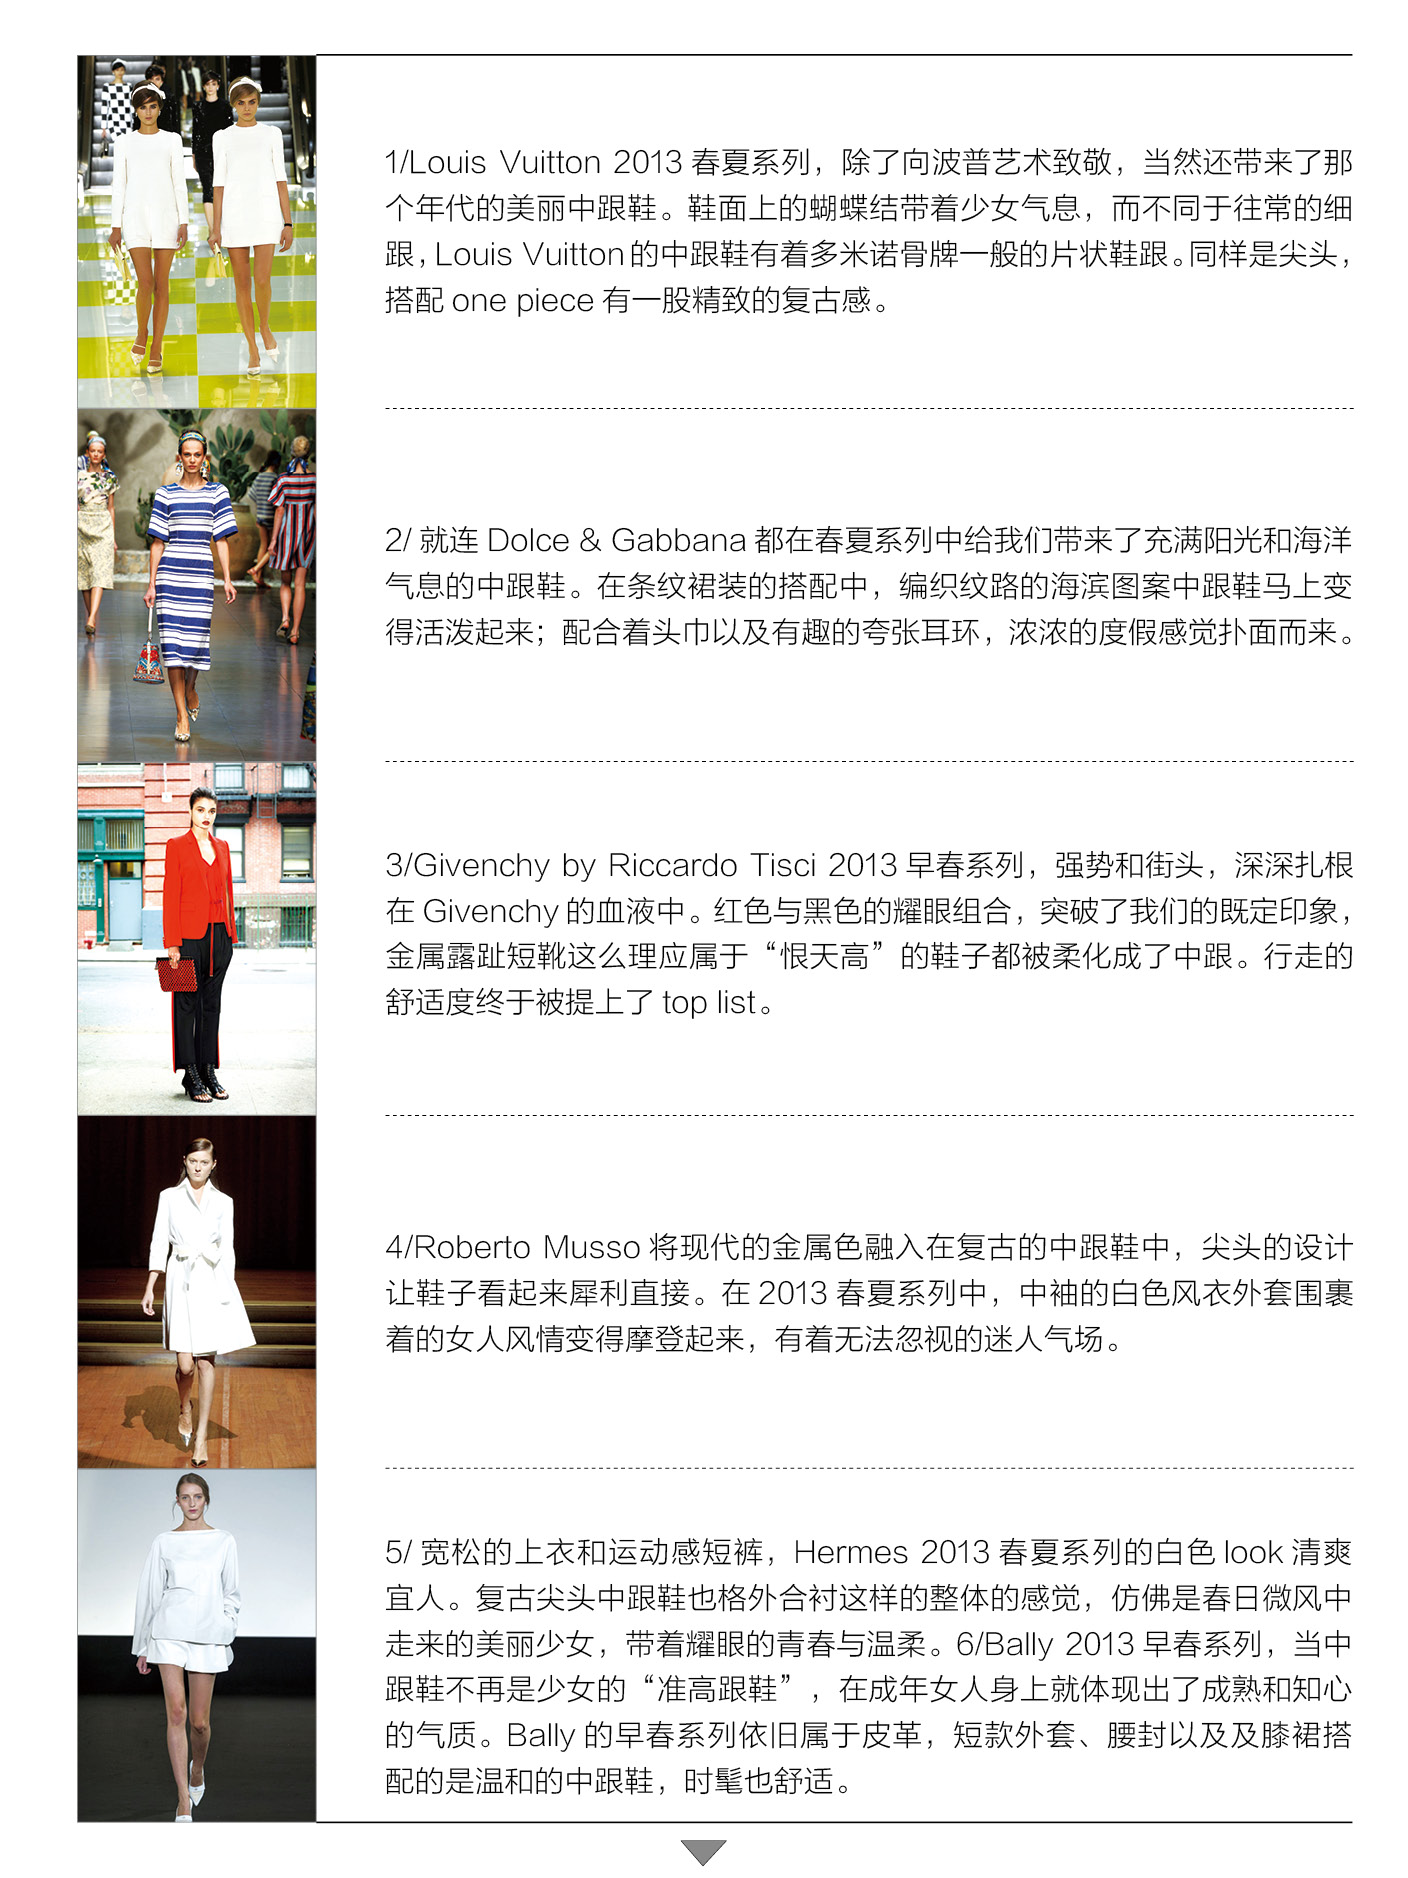 1/Louis Vuitton 2013 春夏系列，除了向波普艺术致敬，当然还带来了那
个年代的美丽中跟鞋。鞋面上的蝴蝶结带着少女气息，而不同于往常的细
跟，Louis Vuitton的中跟鞋有着多米诺骨牌一般的片状鞋跟。同样是尖头，
搭配 one piece 有一股精致的复古感。
2/ 就连 Dolce & Gabbana 都在春夏系列中给我们带来了充满阳光和海洋
气息的中跟鞋。在条纹裙装的搭配中，编织纹路的海滨图案中跟鞋马上变
得活泼起来；配合着头巾以及有趣的夸张耳环，浓浓的度假感觉扑面而来。
3/Givenchy by Riccardo Tisci 2013 早春系列，强势和街头，深深扎根
在 Givenchy 的血液中。红色与黑色的耀眼组合，突破了我们的既定印象，
金属露趾短靴这么理应属于“恨天高”的鞋子都被柔化成了中跟。行走的
舒适度终于被提上了 top list。
4/Roberto Musso 将现代的金属色融入在复古的中跟鞋中，尖头的设计
让鞋子看起来犀利直接。在 2013 春夏系列中，中袖的白色风衣外套围裹
着的女人风情变得摩登起来，有着无法忽视的迷人气场。
5/ 宽松的上衣和运动感短裤，Hermes 2013 春夏系列的白色 look 清爽
宜人。复古尖头中跟鞋也格外合衬这样的整体的感觉，仿佛是春日微风中
走来的美丽少女，带着耀眼的青春与温柔。6/Bally 2013 早春系列，当中
跟鞋不再是少女的“准高跟鞋”，在成年女人身上就体现出了成熟和知心
的气质。Bally 的早春系列依旧属于皮革，短款外套、腰封以及及膝裙搭
配的是温和的中跟鞋，时髦也舒适。